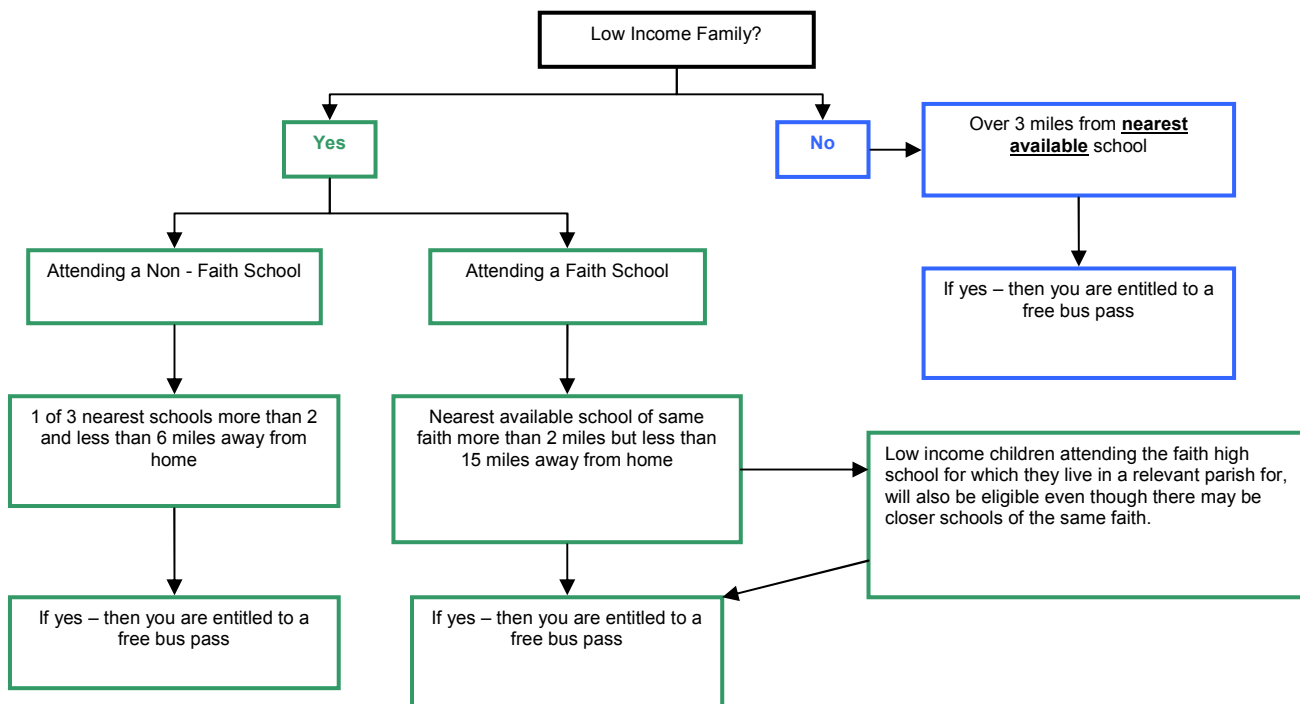 Low Income Family?
Yes
No
Over 3 miles from nearest
available school
Attending a Non - Faith School
Attending a Faith School
If yes – then you are entitled to a
free bus pass
1 of 3 nearest schools more than 2
and less than 6 miles away from
home
Nearest available school of same
faith more than 2 miles but less than
15 miles away from home
Low income children attending the faith high
school for which they live in a relevant parish for,
will also be eligible even though there may be
closer schools of the same faith.
If yes – then you are entitled to a
free bus pass
If yes – then you are entitled to a
free bus pass